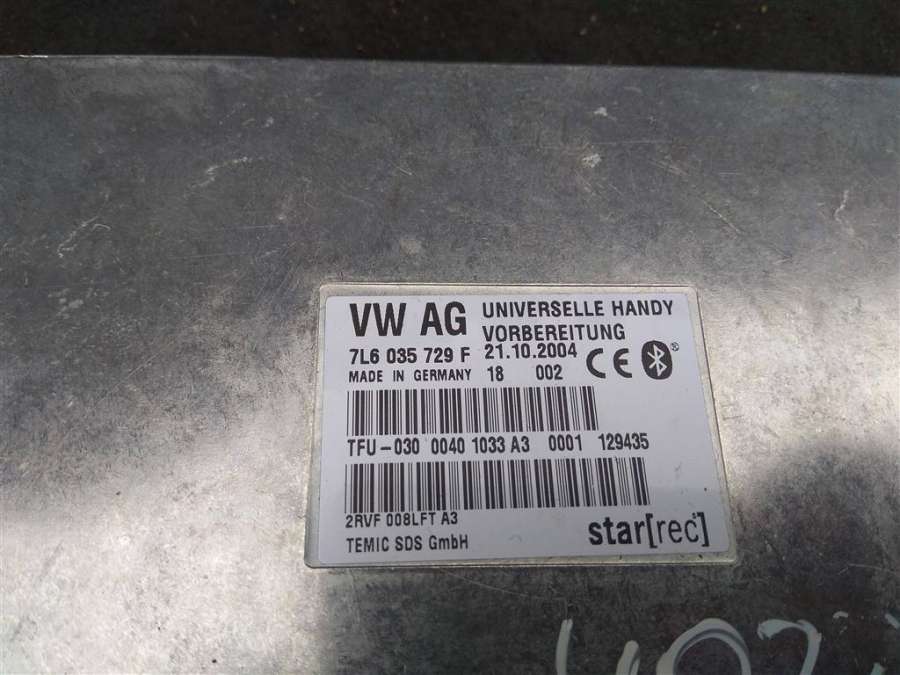 VW AG UNIVERSELLE HANDY
VORBEREITUNG
7L6 035 729 F 21.10.2004 CE ®
MADE IN GERMANY 18 002
TFU-030 0040 1033 A3 0001 129435
2RVF 008LFT A3
TEMIC SDS GmbH star[rec]